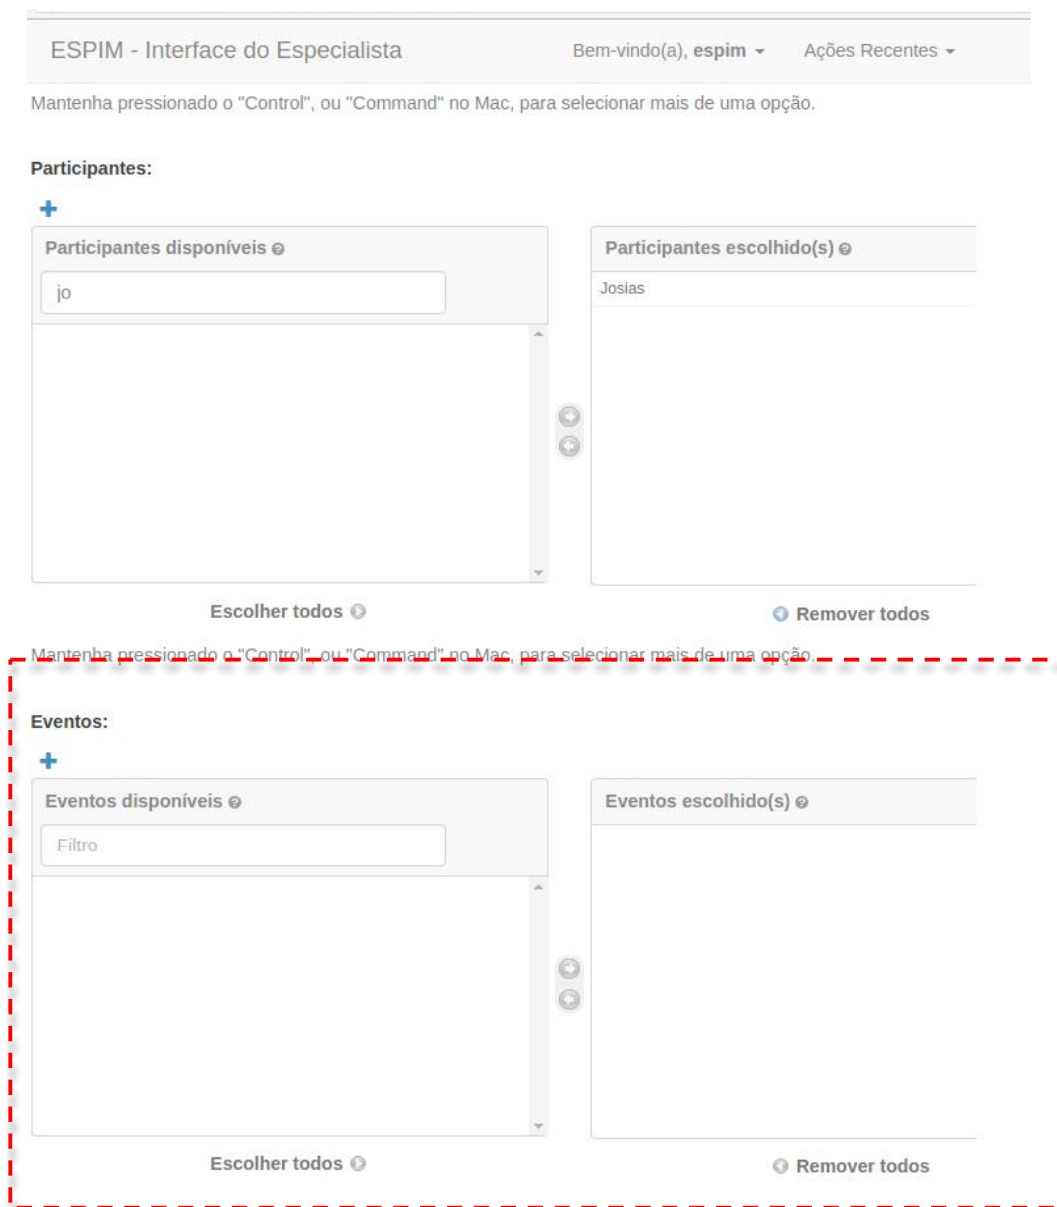 ESPIM - Interface do Especialista Bem-vindo(a), espim Ações Recentes
Mantenha pressionado o "Control", ou "Command" no Mac, para selecionar mais de uma opção.
Participantes:
Participantes disponíveis
Participantes escolhido(s)
jo
Josias
Escolher todos
Remover todos
Mantenha pressionado o "Control", ou "Command" no Mac, para selecionar mais de uma opção.
Eventos:
Eventos disponíveis
Eventos escolhido(s)
Filtro
Escolher todos
Remover todos